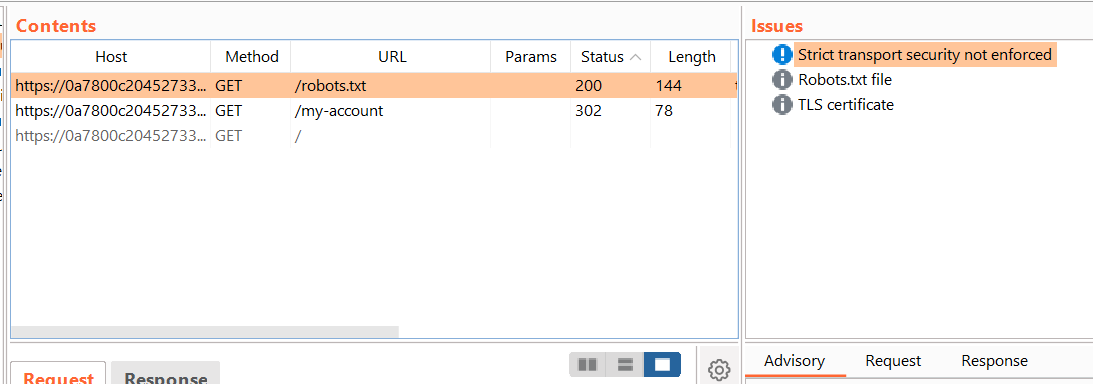 Contents
Host Method URL Params Status Length
https://0a7800c20452733... GET /robots.txt 200 144
https://0a7800c20452733... GET /my-account 302 78
https://0a7800c20452733... GET /
Issues
Strict transport security not enforced
Robots.txt file
TLS certificate
Request Response
Advisory Request Response